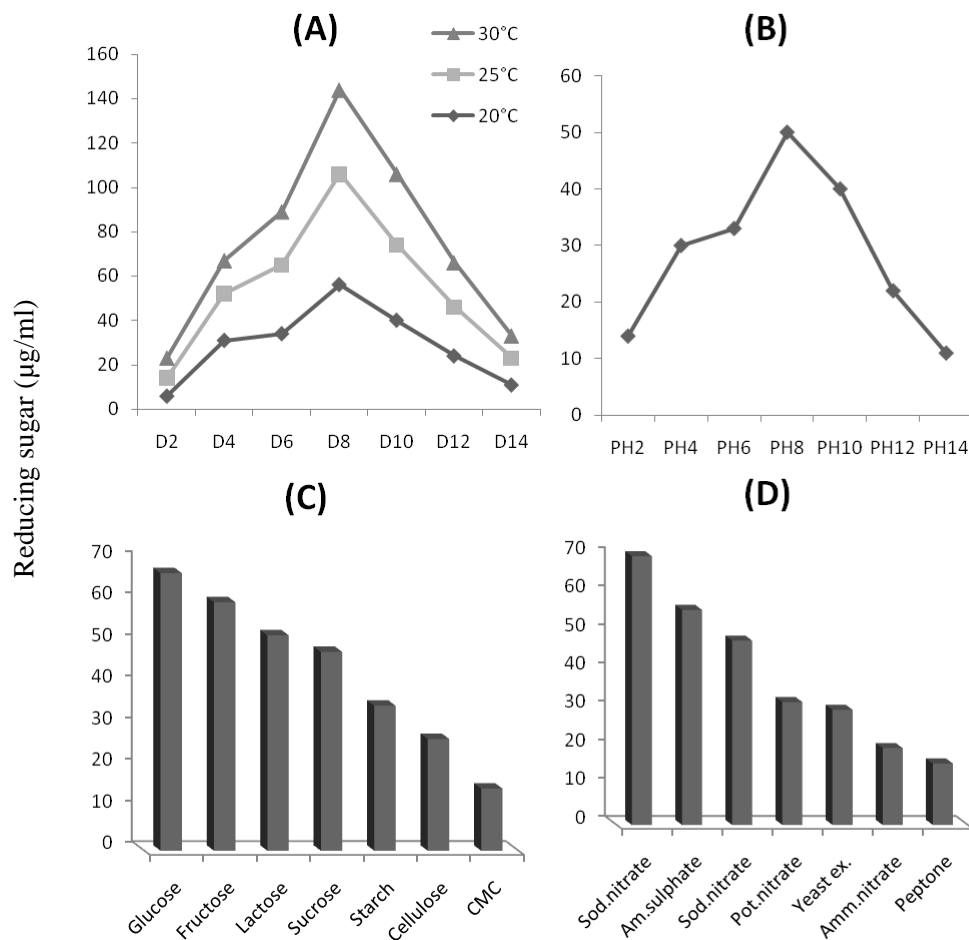 (A)
30°C
25°C
20°C
160
140
120
100
80
60
40
20
0
D2 D4 D6 D8 D10 D12 D14
(B)
60
50
40
30
20
10
0
PH2 PH4 PH6 PH8 PH10 PH12 PH14
Reducing sugar (µg/ml)
(C)
70
60
50
40
30
20
10
0
Glucose Fructose Lactose Sucrose Starch Cellulose CMC
(D)
70
60
50
40
30
20
10
0
Sod.nitrate Am.sulphate Sod.nitrate Pot.nitrate Yeast ex. Amm.nitrate Peptone